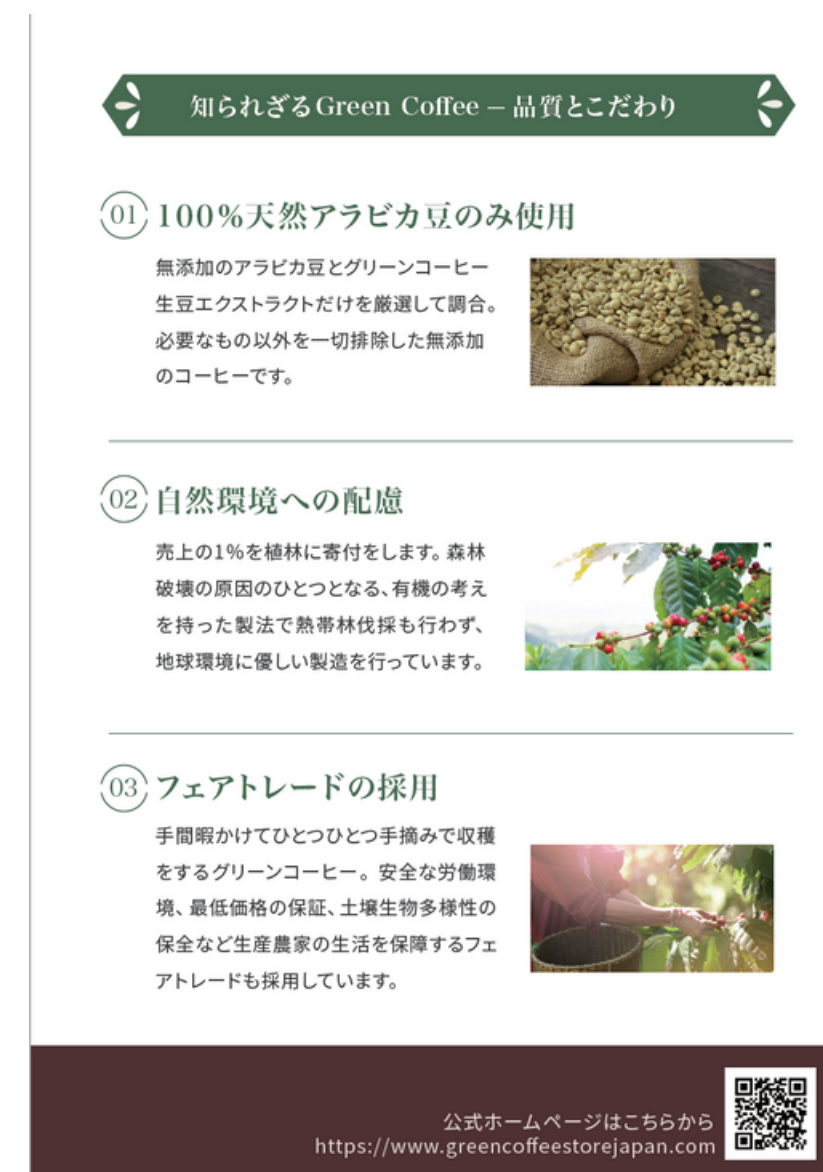 知られざるGreen Coffee – 品質とこだわり
01 100%天然アラビカ豆のみ使用
無添加のアラビカ豆とグリーンコーヒー
生豆エクストラクトだけを厳選して調合。
必要なもの以外を一切排除した無添加
のコーヒーです。
02 自然環境への配慮
売上の1%を植林に寄付をします。森林
破壊の原因のひとつとなる、有機の考え
を持った製法で熱帯林伐採も行わず、
地球環境に優しい製造を行っています。
03 フェアトレードの採用
手間暇かけてひとつひとつ手摘みで収穫
をするグリーンコーヒー。安全な労働環
境、最低価格の保証、土壌生物多様性の
保全など生産農家の生活を保障するフェ
アトレードも採用しています。
公式ホームページはこちらから
https://www.greencoffeestorejapan.com